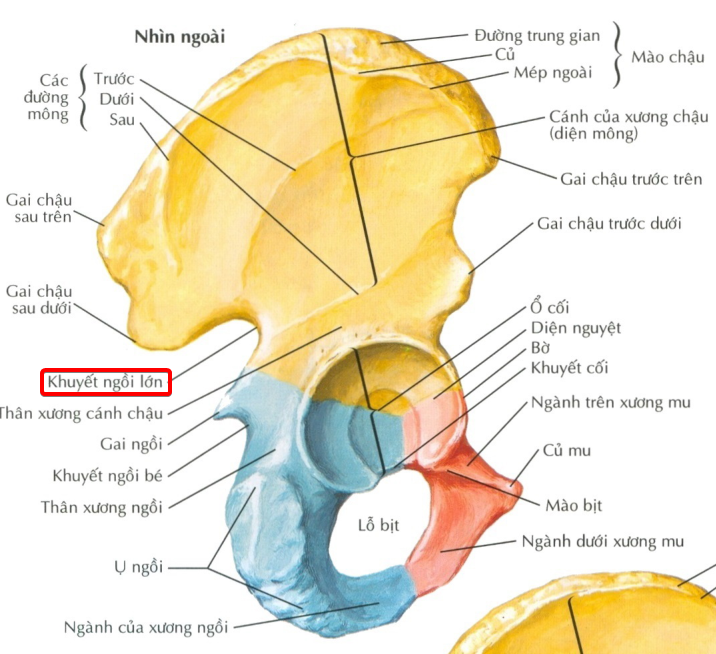 Nhìn ngoài
Các
đường
mông
Trước
Dưới
Sau
Gai chậu
sau trên
Gai chậu
sau dưới
Khuyết ngồi lớn
Thân xương cánh chậu
Gai ngồi
Khuyết ngồi bé
Thân xương ngồi
Ụ ngồi
Ngành của xương ngồi
Đường trung gian
Củ
Mép ngoài
Mào chậu
Cánh của xương chậu
(diện mông)
Gai chậu trước trên
Gai chậu trước dưới
Ổ cối
Diện nguyệt
Bờ
Khuyết cối
Ngành trên xương mu
Củ mu
Mào bịt
Lỗ bịt
Ngành dưới xương mu